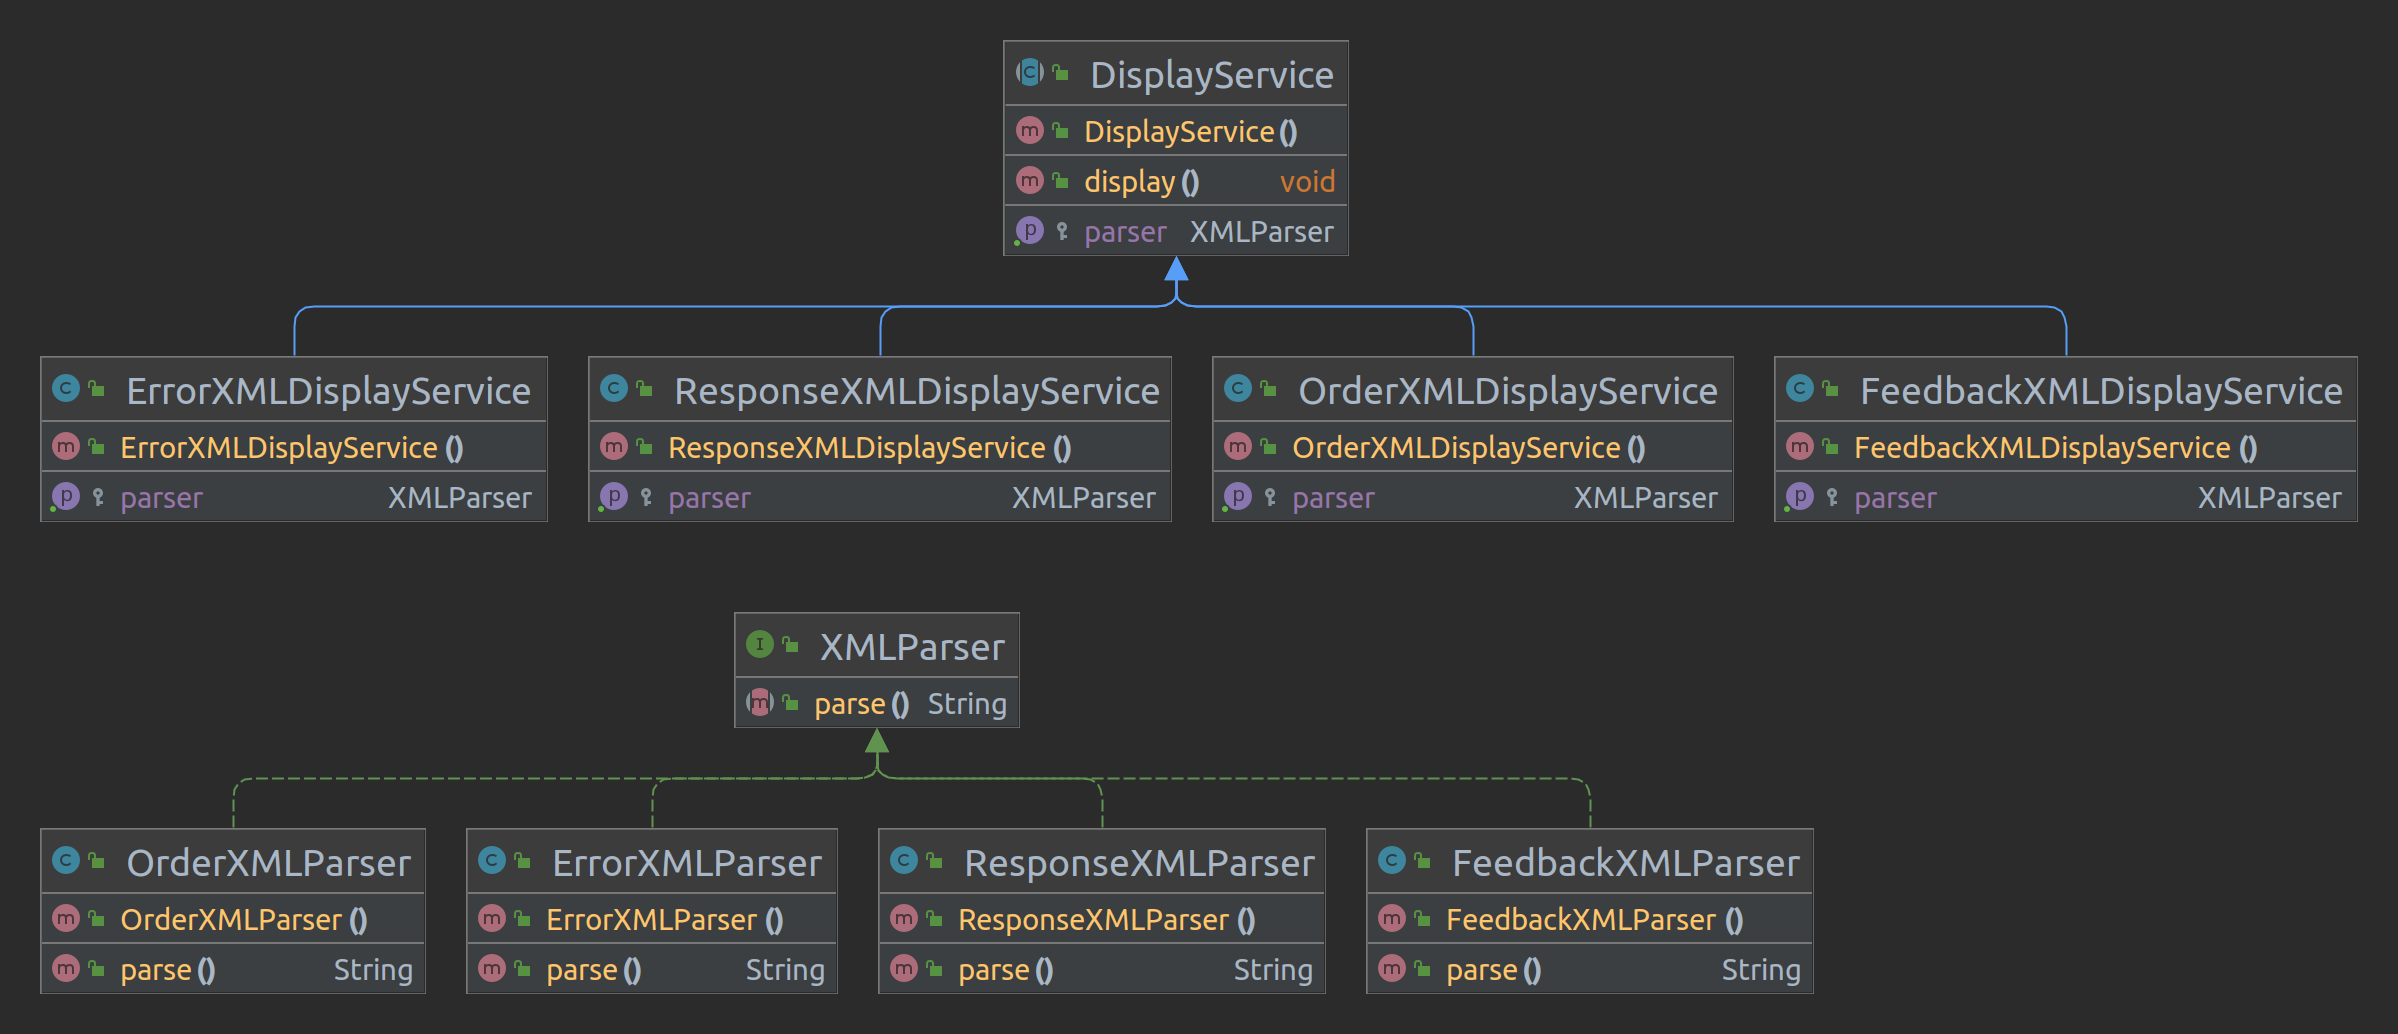 DisplayService
DisplayService()
display() void
parser XMLParser
ErrorXMLDisplayService
ErrorXMLDisplayService()
parser XMLParser
ResponseXMLDisplayService
ResponseXMLDisplayService()
parser XMLParser
OrderXMLDisplayService
OrderXMLDisplayService()
parser XMLParser
FeedbackXMLDisplayService
FeedbackXMLDisplayService()
parser XMLParser
XMLParser
parse() String
OrderXMLParser
OrderXMLParser()
parse() String
ErrorXMLParser
ErrorXMLParser()
parse() String
ResponseXMLParser
ResponseXMLParser()
parse() String
FeedbackXMLParser
FeedbackXMLParser()
parse() String